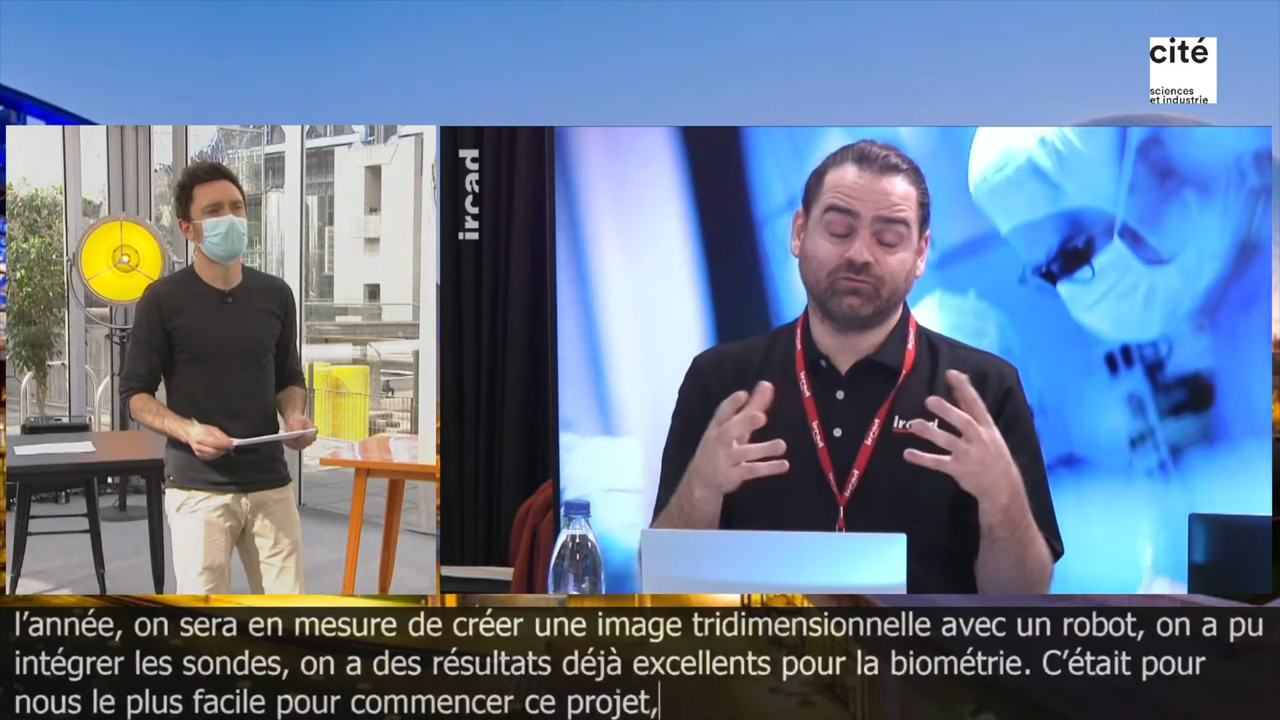 cité
sciences
et industrie
ircad
ircad
l'année, on sera en mesure de créer une image tridimensionnelle avec un robot, on a pu
intégrer les sondes, on a des résultats déjà excellents pour la biométrie. C'était pour
nous le plus facile pour commencer ce projet,